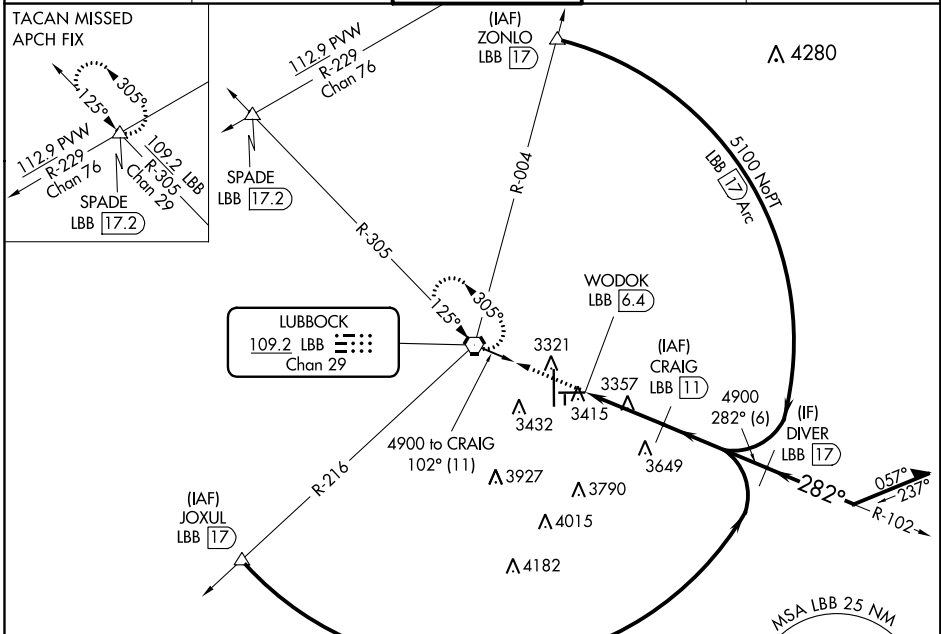 TACAN MISSED
APCH FIX
305°
125°
112.9 PVW
R-229
Chan 76
109.2 LBB
R-305
Chan 29
SPADE
LBB 17.2
112.9 PVW
R-229
Chan 76
SPADE
LBB 17.2
(IAF)
ZONLO
LBB 17
4280
5100 NoPT
LBB 17 Arc
R-004
R-305
305°
125°
LUBBOCK
109.2 LBB
Chan 29
WODOK
LBB 6.4
3321
(IAF)
CRAIG
LBB 11
3357
3415
3432
T
4900
282° (6)
(IF)
DIVER
LBB 17
4900 to CRAIG
102° (11)
3649
3927
3790
4015
4182
282°
057°
237°
R-102
R-216
(IAF)
JOXUL
LBB 17
MSA LBB 25 NM